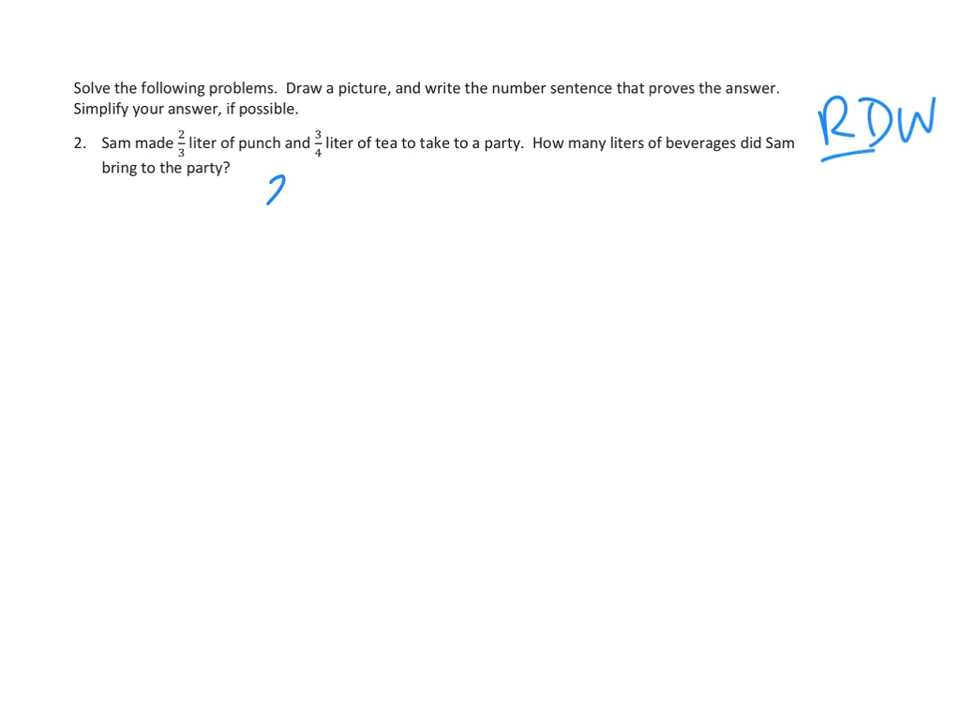 Solve the following problems. Draw a picture, and write the number sentence that proves the answer.
Simplify your answer, if possible.
RDW
2. Sam made 2/3 liter of punch and 3/4 liter of tea to take to a party. How many liters of beverages did Sam
bring to the party?